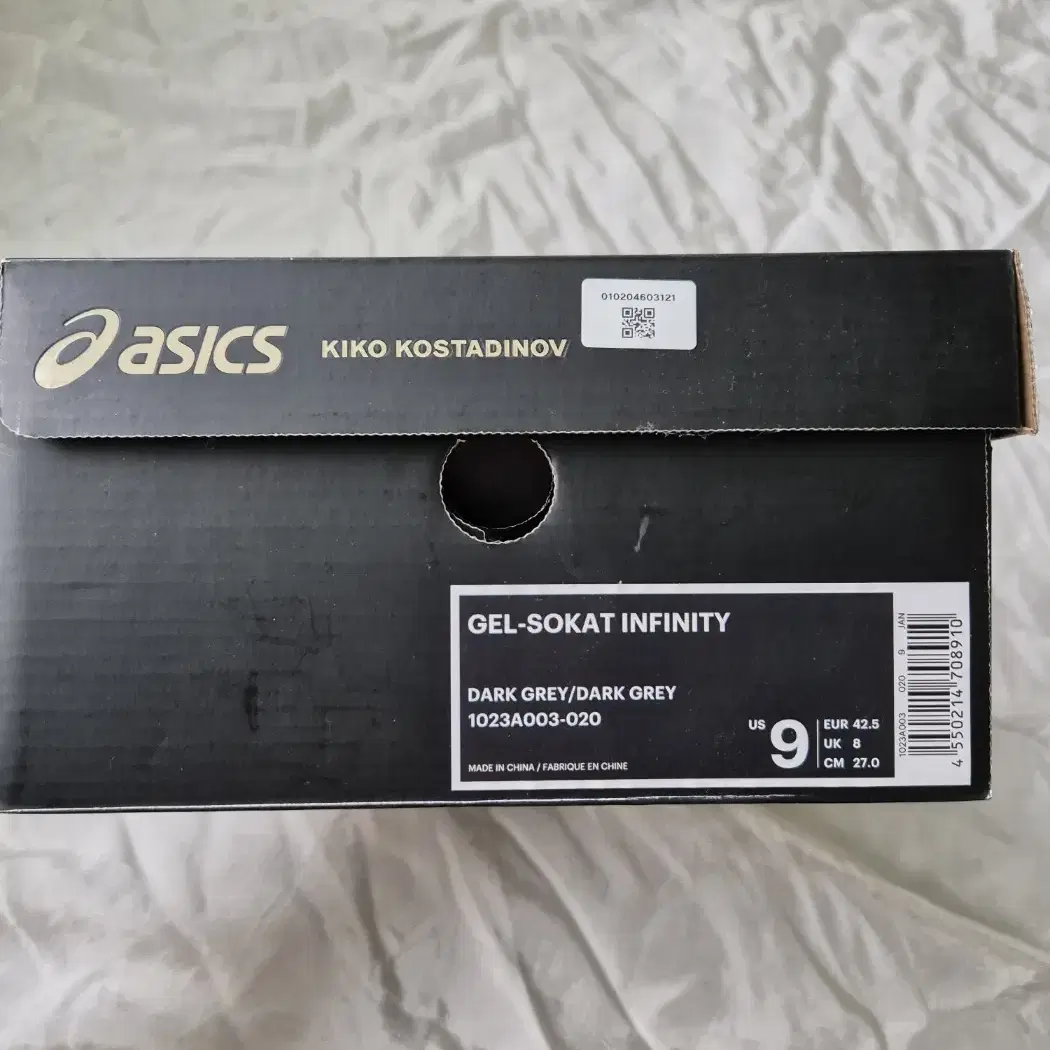 010204603121
asics
KIKO KOSTADINOV
GEL-SOKAT INFINITY
DARK GREY/DARK GREY
1023A003-020
MADE IN CHINA / FABRIQUE EN CHINE
US 9
EUR 42.5
UK 8
CM 27.0
1023A003 020 9 JAN
4 550214 708910